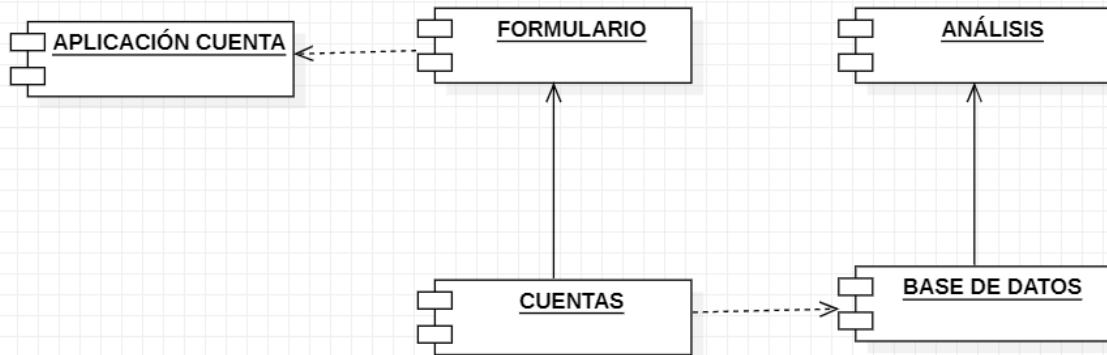 APLICACIÓN CUENTA
FORMULARIO
ANÁLISIS
CUENTAS
BASE DE DATOS